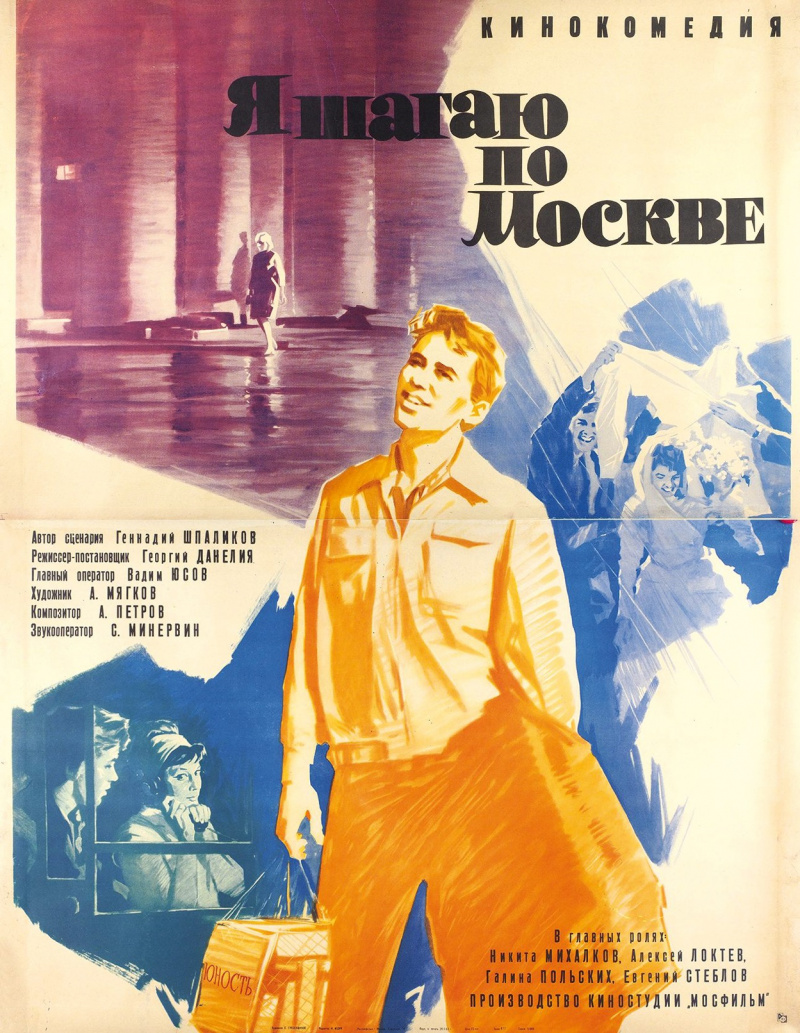 КИНОКОМЕДИЯ
Я шагаю
по
Москве
Автор сценария Геннадий ШПАЛИКОВ
Режиссер-постановщик Георгий ДАНЕЛИЯ
Главный оператор Вадим ЮСОВ
Художник А. МЯГКОВ
Композитор А. ПЕТРОВ
Звукооператор С. МИНЕРВИН
ЮНОСТЬ
В главных ролях:
Никита МИХАЛКОВ, Алексей ЛОКТЕВ,
Галина ПОЛЬСКИХ, Евгений СТЕБЛОВ
ПРОИЗВОДСТВО КИНОСТУДИИ „МОСФИЛЬМ"